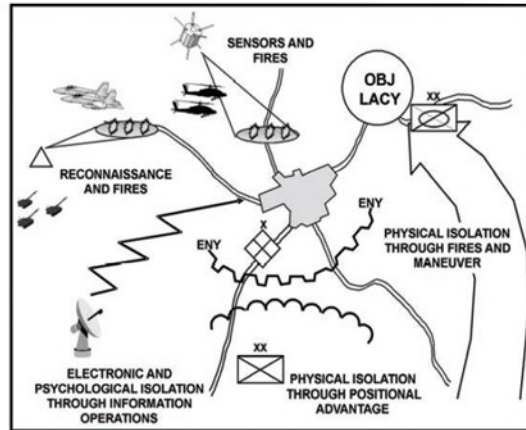 SENSORS AND
FIRES
OBJ
LACY
XX
RECONNAISSANCE
AND FIRES
ENY
X
ENY
PHYSICAL ISOLATION
THROUGH FIRES AND
MANEUVER
XX
ELECTRONIC AND
PSYCHOLOGICAL ISOLATION
THROUGH INFORMATION
OPERATIONS
PHYSICAL ISOLATION
THROUGH POSITIONAL
ADVANTAGE